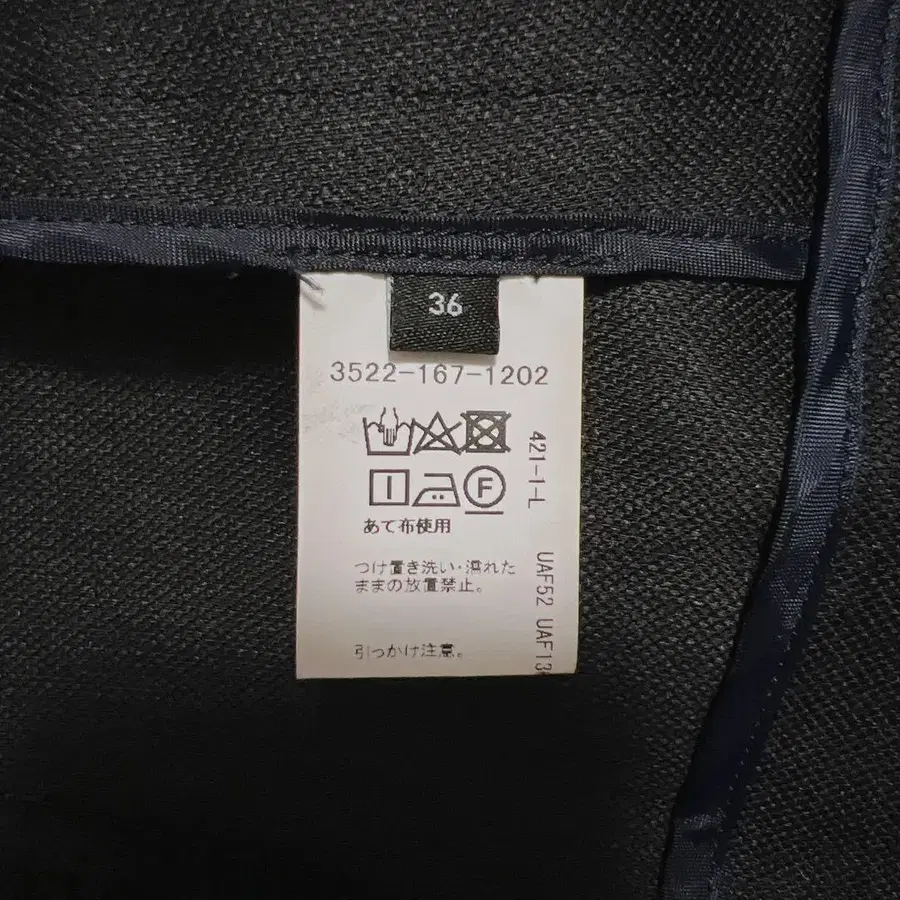 36
3522-167-1202
F
あて布使用
つけ置き洗い・濡れた
ままの放置禁止。
引っかけ注意。
421-1-L
UAF52 UAF13